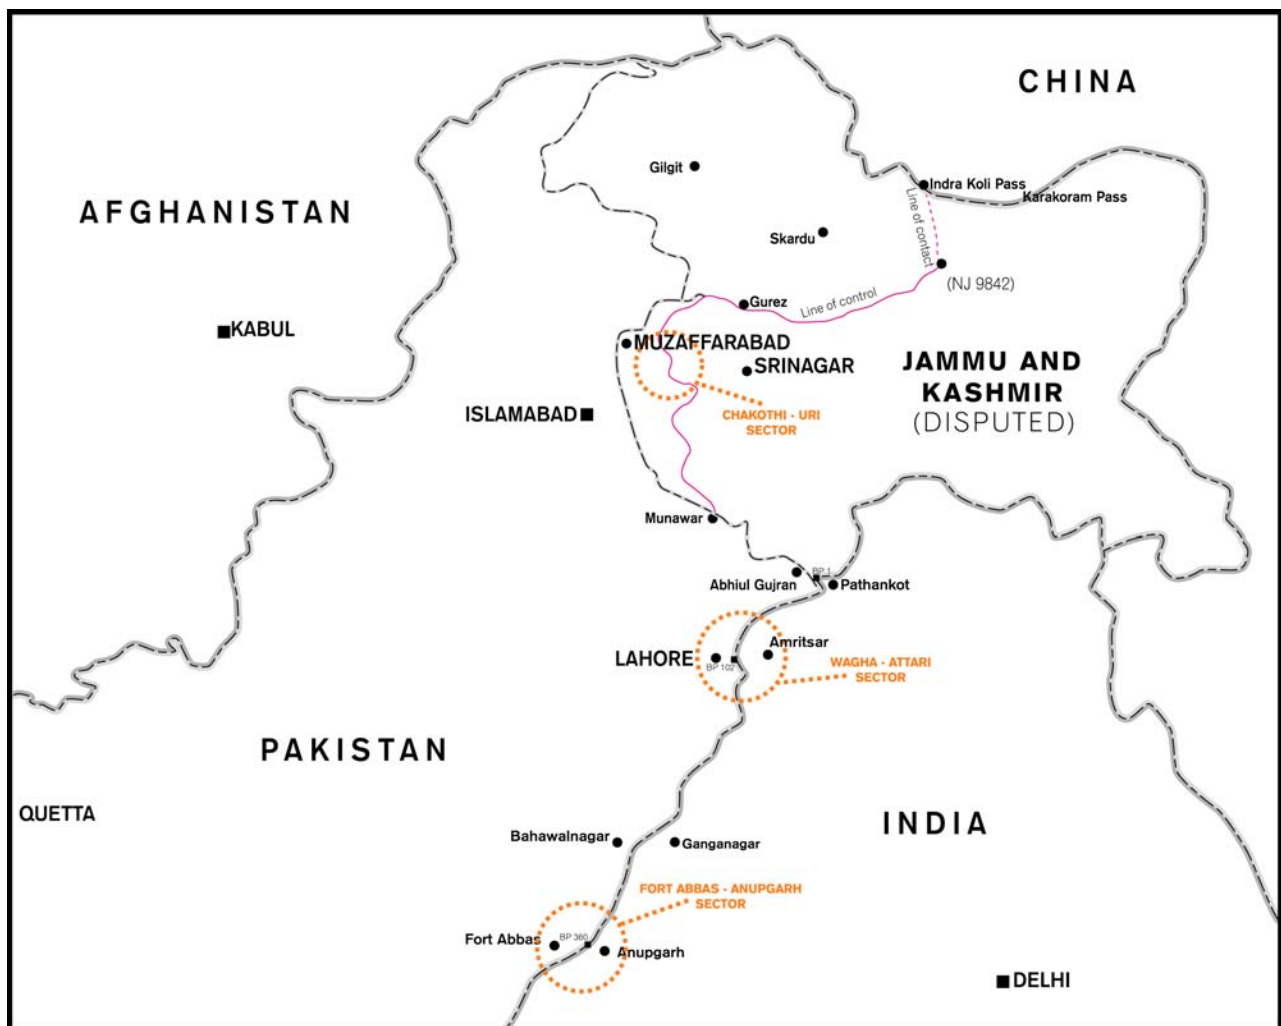 CHINA
Gilgit
Indra Koli Pass
Karakoram Pass
AFGHANISTAN
Line of contact
Skardu
(NJ 9842)
Gurez
Line of control
KABUL
MUZAFFARABAD
SRINAGAR
JAMMU AND
KASHMIR
(DISPUTED)
ISLAMABAD
CHAKOTHI - URI
SECTOR
Munawar
BP 1
Abhiul Gujran
Pathankot
Amritsar
LAHORE
BP 102
WAGHA - ATTARI
SECTOR
PAKISTAN
QUETTA
INDIA
Bahawalnagar
Ganganagar
FORT ABBAS - ANUPGARH
SECTOR
Fort Abbas
BP 360
Anupgarh
DELHI